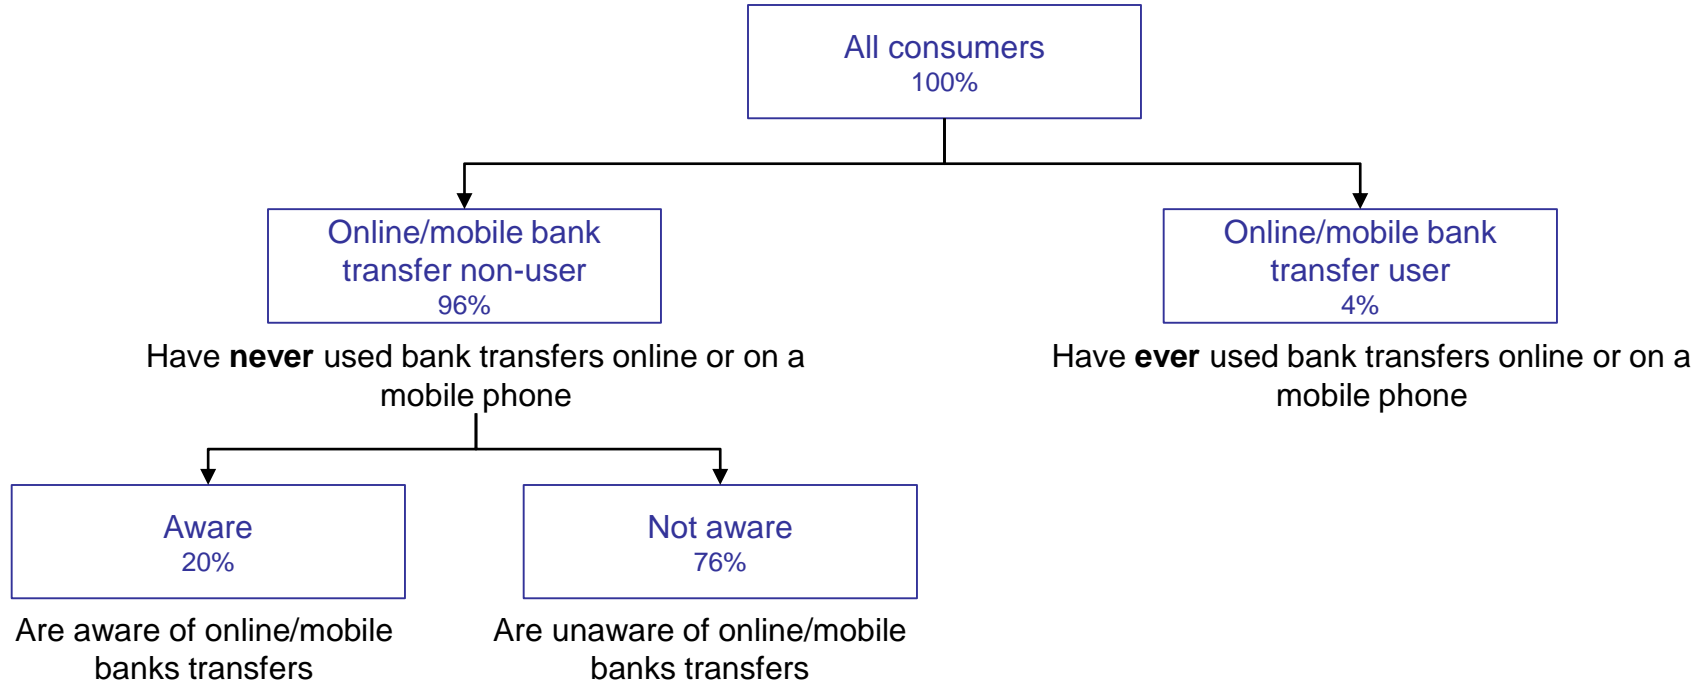 All consumers
100%
Online/mobile bank
transfer non-user
96%
Have never used bank transfers online or on a
mobile phone
Online/mobile bank
transfer user
4%
Have ever used bank transfers online or on a
mobile phone
Aware
20%
Are aware of online/mobile
banks transfers
Not aware
76%
Are unaware of online/mobile
banks transfers